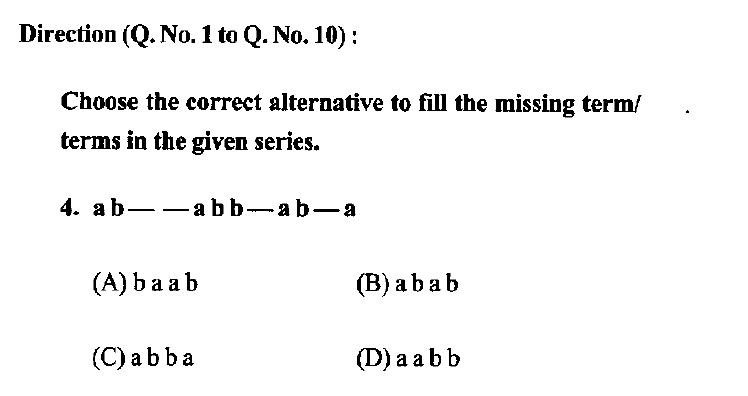 Direction (Q. No. 1 to Q. No. 10) :
Choose the correct alternative to fill the missing term/
terms in the given series.
4. a b — — a b b — a b — a
(A) b a a b (B) a b a b
(C) a b b a (D) a a b b